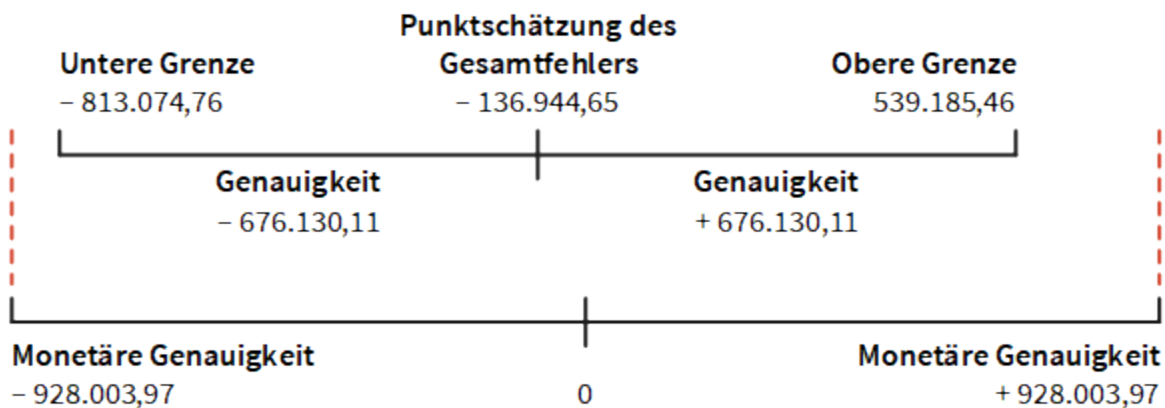 Punktschätzung des
Untere Grenze Gesamtfehlers Obere Grenze
– 813.074,76 – 136.944,65 539.185,46
Genauigkeit Genauigkeit
– 676.130,11 + 676.130,11
Monetäre Genauigkeit Monetäre Genauigkeit
– 928.003,97 0 + 928.003,97